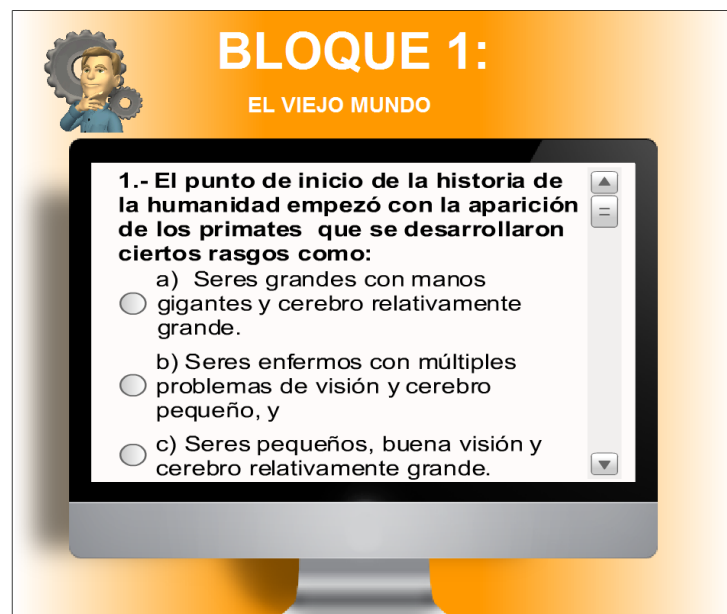 BLOQUE 1:
EL VIEJO MUNDO
1.- El punto de inicio de la historia de
la humanidad empezó con la aparición
de los primates que se desarrollaron
ciertos rasgos como:
a) Seres grandes con manos
gigantes y cerebro relativamente
grande.
b) Seres enfermos con múltiples
problemas de visión y cerebro
pequeño, y
c) Seres pequeños, buena visión y
cerebro relativamente grande.